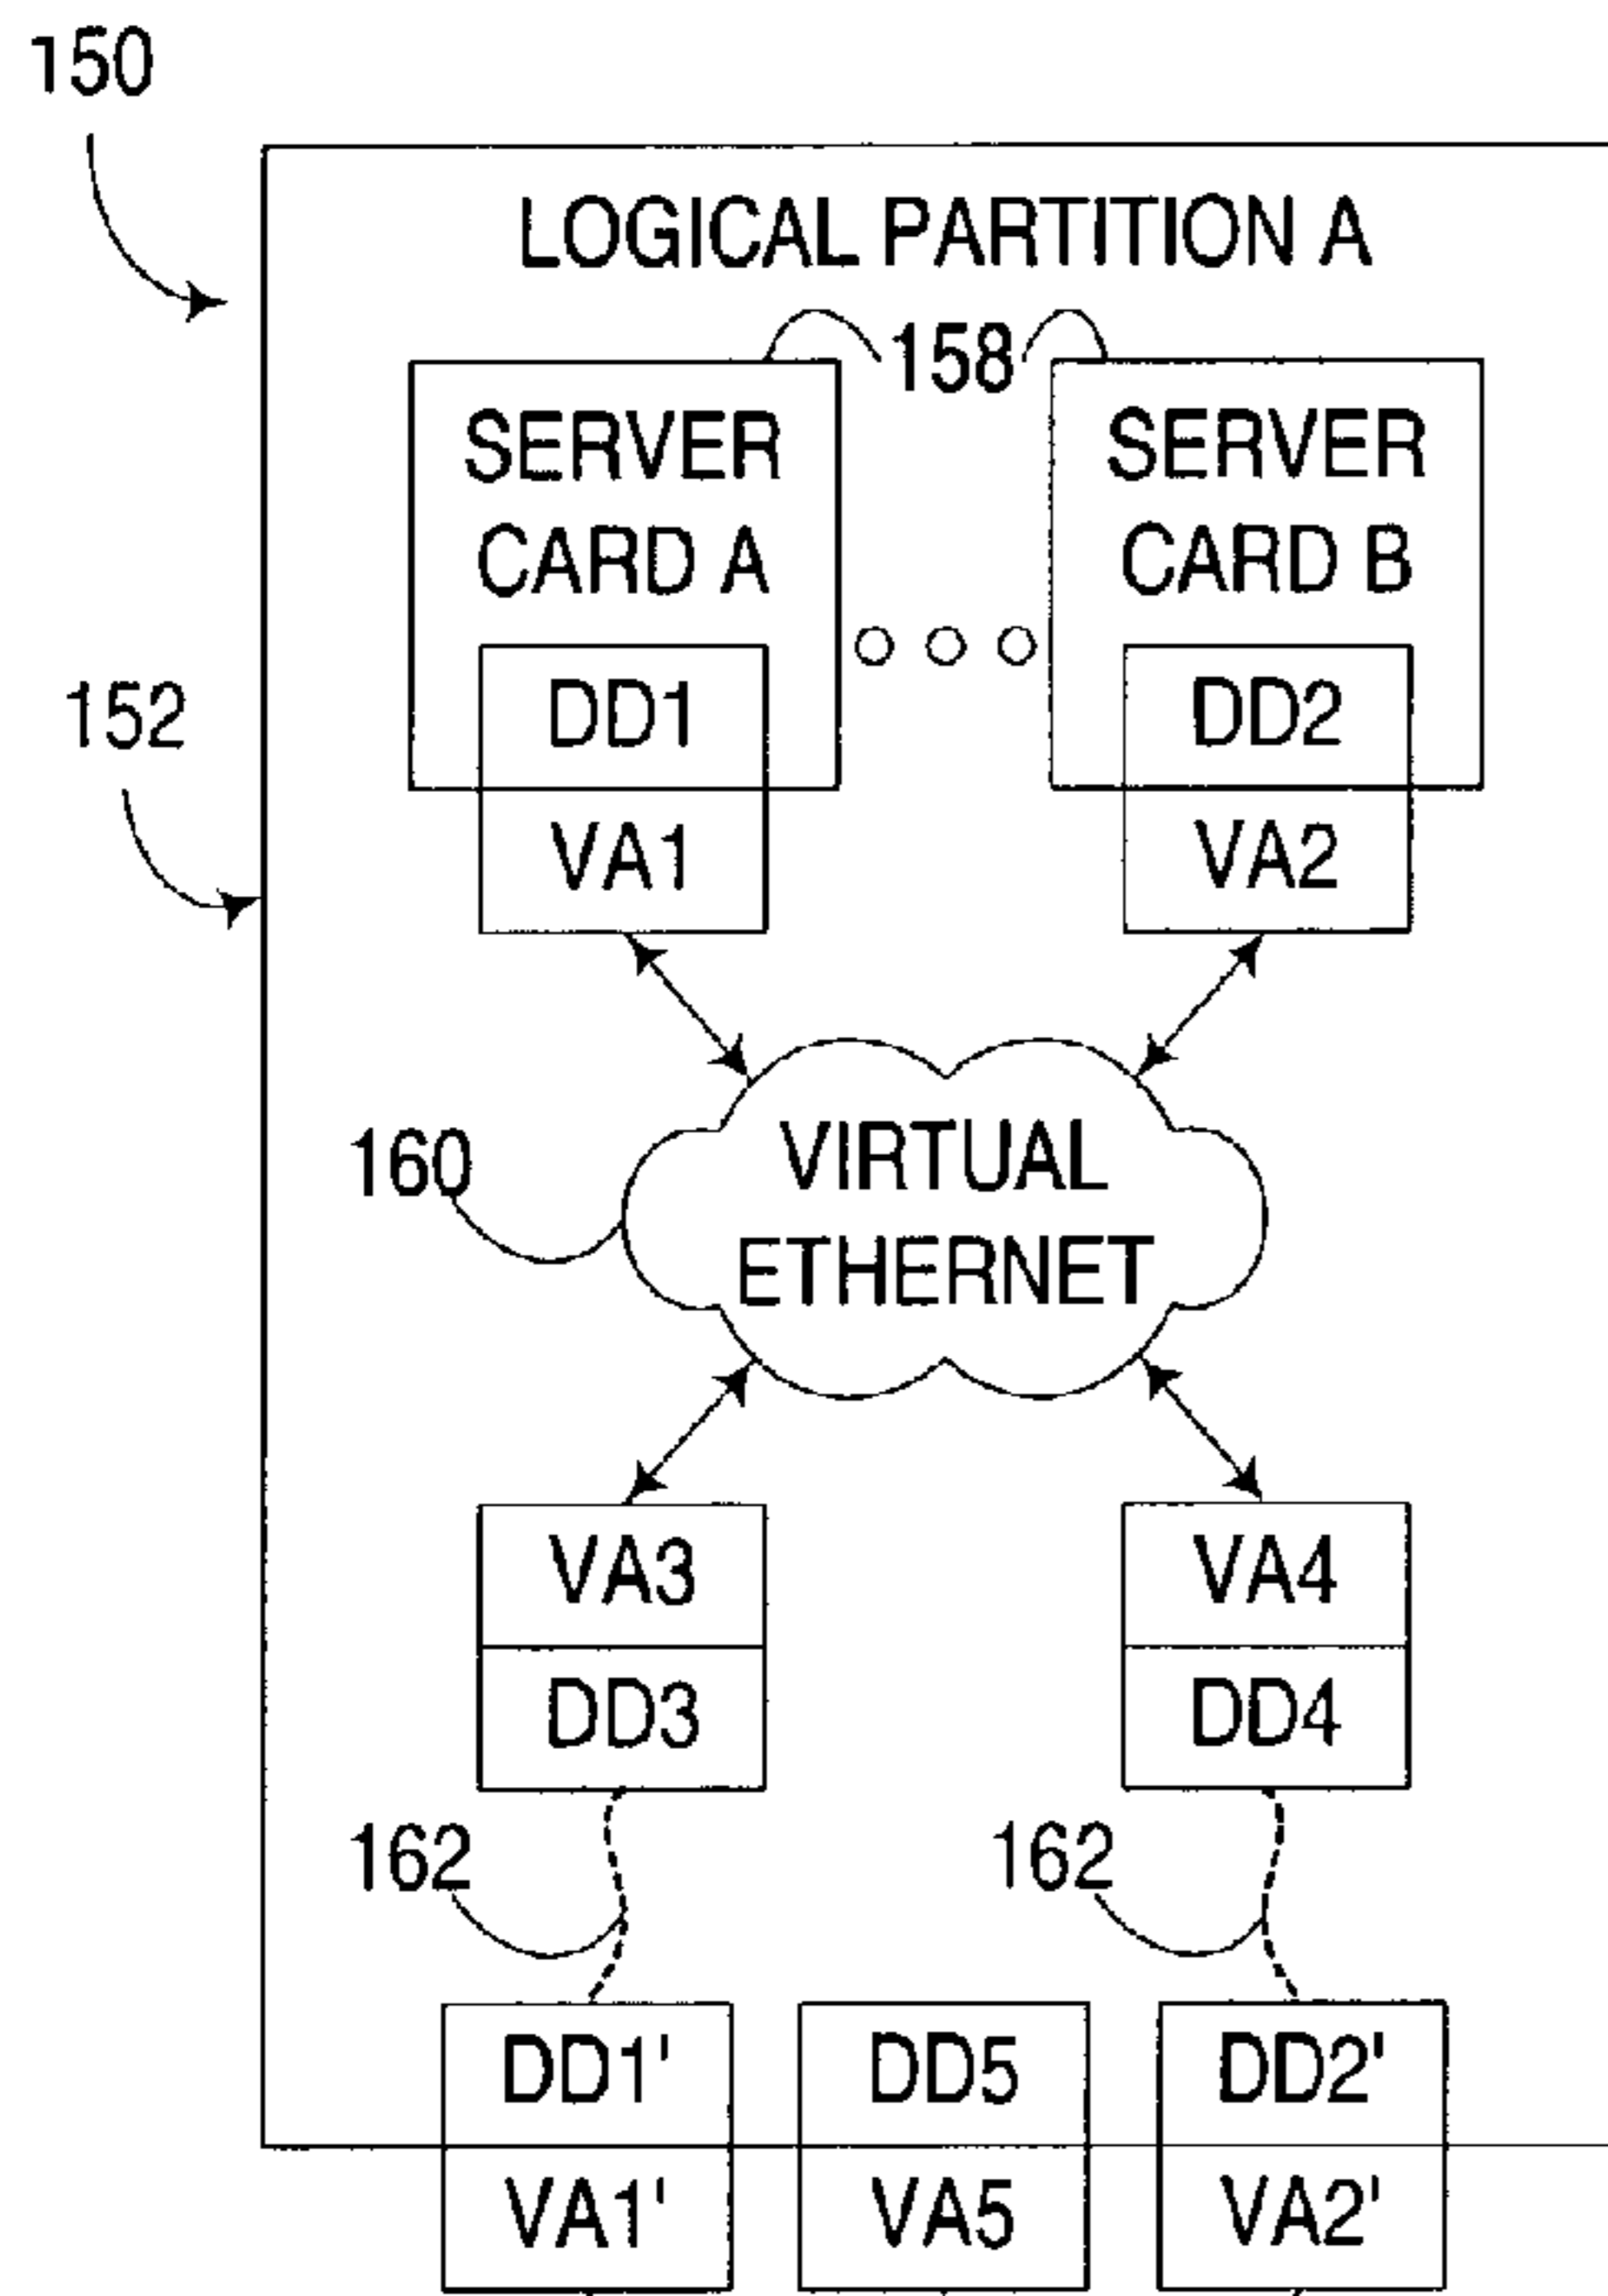 150
LOGICAL PARTITION A
158
SERVER
CARD A
SERVER
CARD B
DD1
DD2
152
VA1
VA2
160
VIRTUAL
ETHERNET
VA3
VA4
DD3
DD4
162
162
DD1'
DD5
DD2'
VA1'
VA5
VA2'